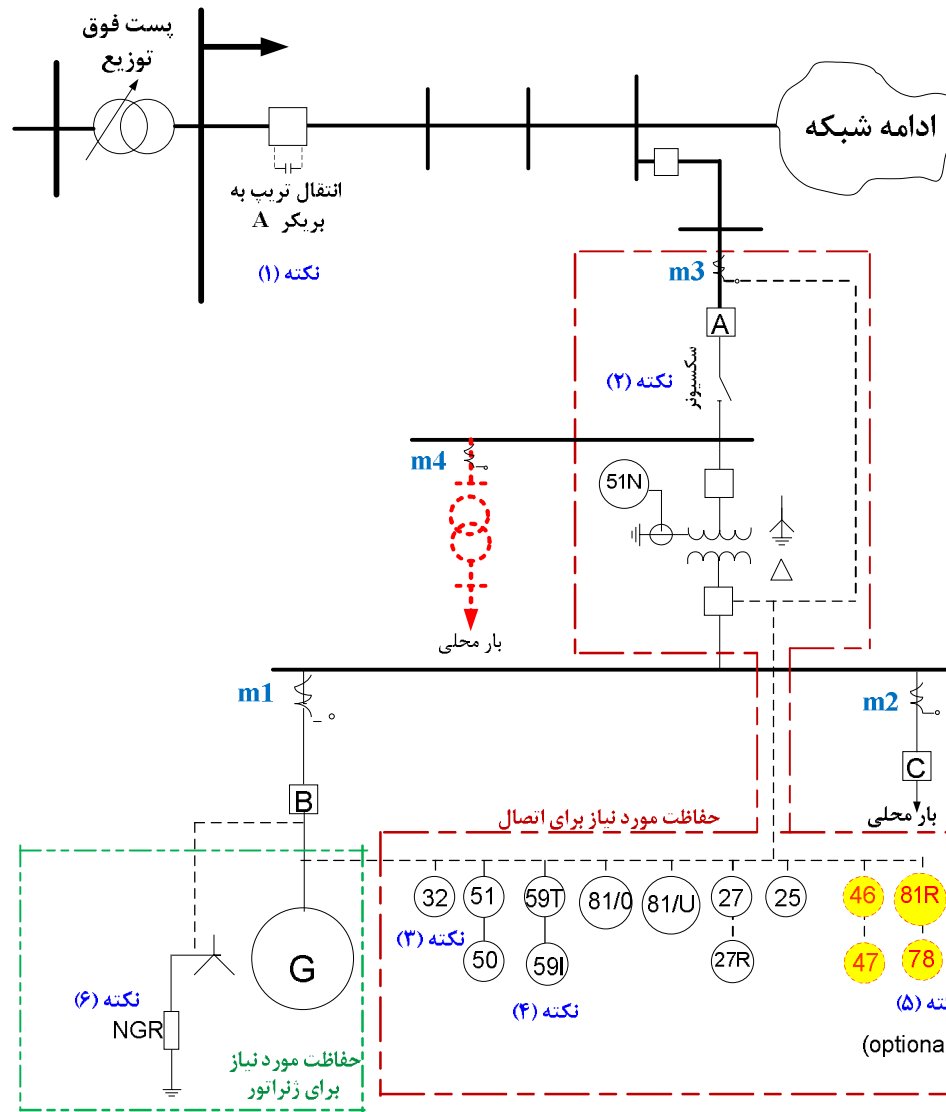 پست فوق
توزیع
ادامه شبکه
انتقال تریپ به
بریکر A
نکته (۱)
m3
A
نکته (۲)
سکسیونر
m4
51N
بار محلی
m1
m2
C
B
بار محلی
حفاظت مورد نیاز برای اتصال
32
51
59T
81/0
81/U
27
25
46
81R
نکته (۳)
50
59I
27R
47
78
G
نکته (۶)
نکته (۴)
(۵)
NGR
(optiona
حفاظت مورد نیاز
برای ژنراتور